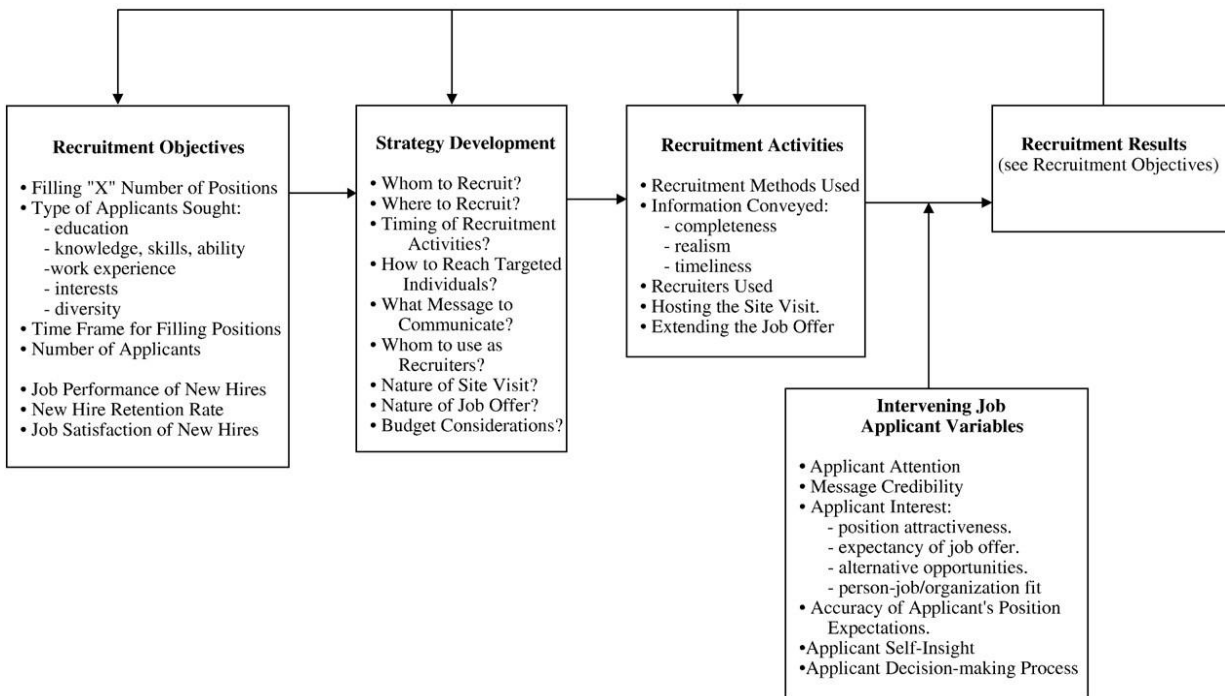 Recruitment Objectives
• Filling "X" Number of Positions
• Type of Applicants Sought:
- education
- knowledge, skills, ability
-work experience
- interests
- diversity
• Time Frame for Filling Positions
• Number of Applicants
• Job Performance of New Hires
• New Hire Retention Rate
• Job Satisfaction of New Hires
Strategy Development
• Whom to Recruit?
• Where to Recruit?
• Timing of Recruitment
Activities?
• How to Reach Targeted
Individuals?
• What Message to
Communicate?
• Whom to use as
Recruiters?
• Nature of Site Visit?
• Nature of Job Offer?
• Budget Considerations?
Recruitment Activities
• Recruitment Methods Used
• Information Conveyed:
- completeness
- realism
- timeliness
• Recruiters Used
• Hosting the Site Visit.
• Extending the Job Offer
Recruitment Results
(see Recruitment Objectives)
Intervening Job
Applicant Variables
• Applicant Attention
• Message Credibility
• Applicant Interest:
- position attractiveness.
- expectancy of job offer.
- alternative opportunities.
- person-job/organization fit
• Accuracy of Applicant's Position
Expectations.
•Applicant Self-Insight
•Applicant Decision-making Process